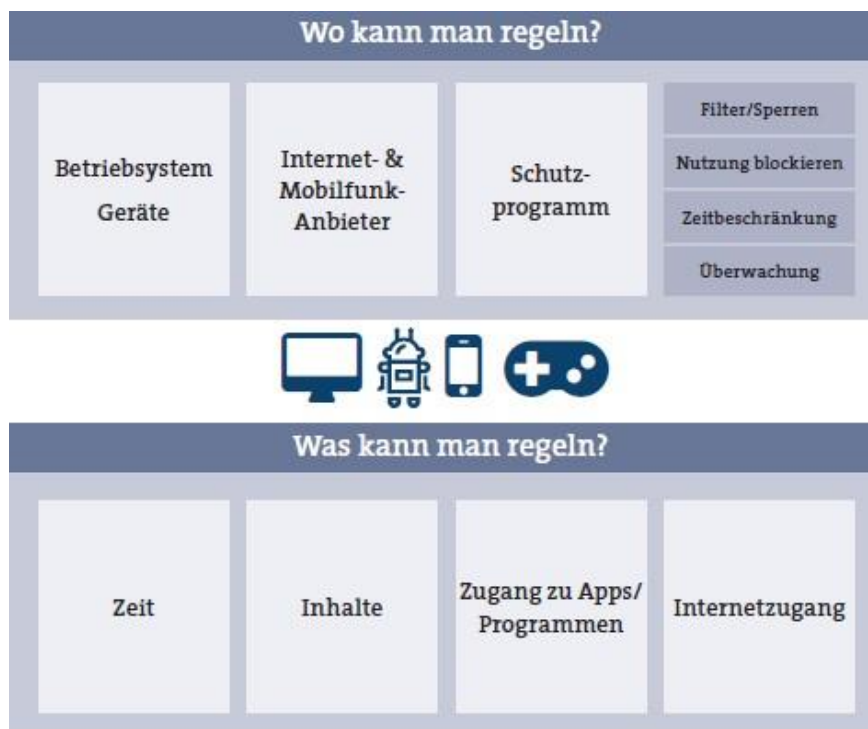 Wo kann man regeln?
Betriebsystem
Geräte
Internet- &
Mobilfunk-
Anbieter
Schutz-
programm
Filter/Sperren
Nutzung blockieren
Zeitbeschränkung
Überwachung
Was kann man regeln?
Zeit
Inhalte
Zugang zu Apps/
Programmen
Internetzugang